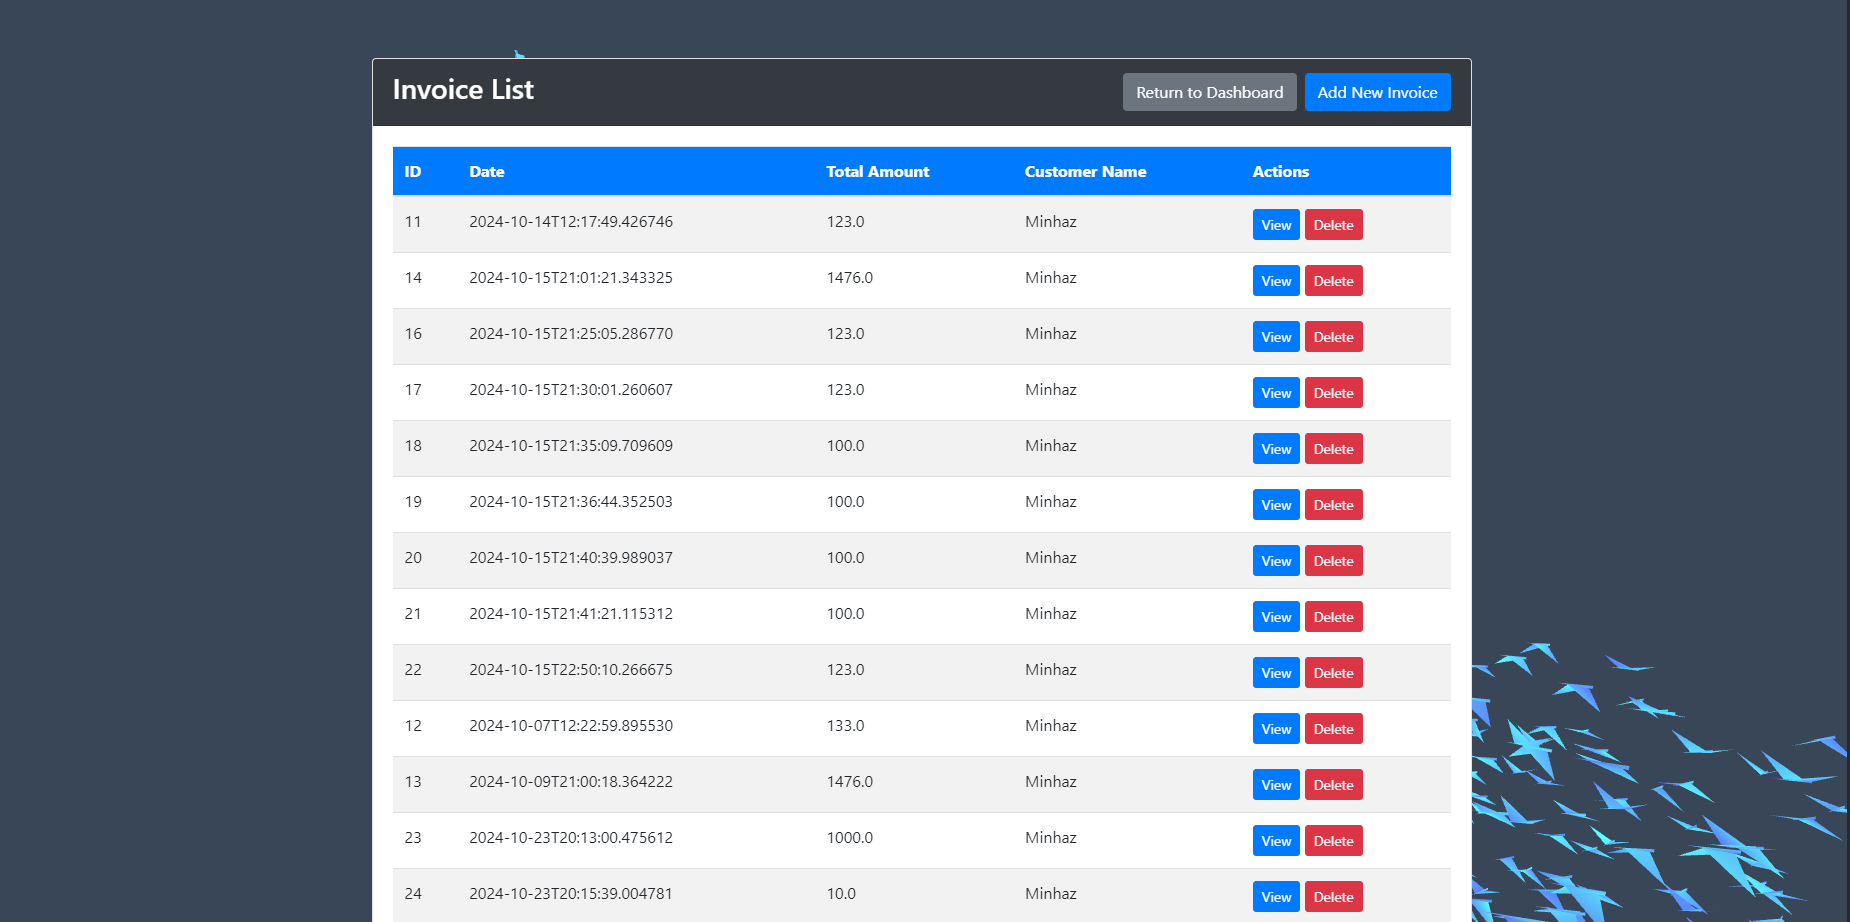 Invoice List
Return to Dashboard Add New Invoice
ID Date Total Amount Customer Name Actions
11 2024-10-14T12:17:49.426746 123.0 Minhaz View Delete
14 2024-10-15T21:01:21.343325 1476.0 Minhaz View Delete
16 2024-10-15T21:25:05.286770 123.0 Minhaz View Delete
17 2024-10-15T21:30:01.260607 123.0 Minhaz View Delete
18 2024-10-15T21:35:09.709609 100.0 Minhaz View Delete
19 2024-10-15T21:36:44.352503 100.0 Minhaz View Delete
20 2024-10-15T21:40:39.989037 100.0 Minhaz View Delete
21 2024-10-15T21:41:21.115312 100.0 Minhaz View Delete
22 2024-10-15T22:50:10.266675 123.0 Minhaz View Delete
12 2024-10-07T12:22:59.895530 133.0 Minhaz View Delete
13 2024-10-09T21:00:18.364222 1476.0 Minhaz View Delete
23 2024-10-23T20:13:00.475612 1000.0 Minhaz View Delete
24 2024-10-23T20:15:39.004781 10.0 Minhaz View Delete